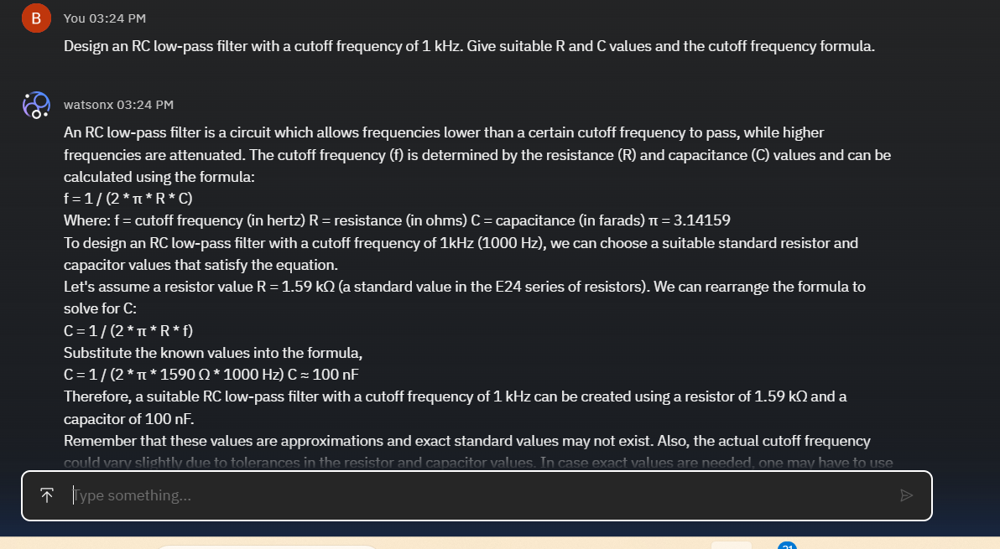 B
You 03:24 PM
Design an RC low-pass filter with a cutoff frequency of 1 kHz. Give suitable R and C values and the cutoff frequency formula.
watsonx 03:24 PM
An RC low-pass filter is a circuit which allows frequencies lower than a certain cutoff frequency to pass, while higher
frequencies are attenuated. The cutoff frequency (f) is determined by the resistance (R) and capacitance (C) values and can be
calculated using the formula:
f = 1 / (2 * π * R * C)
Where: f = cutoff frequency (in hertz) R = resistance (in ohms) C = capacitance (in farads) π = 3.14159
To design an RC low-pass filter with a cutoff frequency of 1kHz (1000 Hz), we can choose a suitable standard resistor and
capacitor values that satisfy the equation.
Let's assume a resistor value R = 1.59 kΩ (a standard value in the E24 series of resistors). We can rearrange the formula to
solve for C:
C = 1 / (2 * π * R * f)
Substitute the known values into the formula,
C = 1 / (2 * π * 1590 Ω * 1000 Hz) C ≈ 100 nF
Therefore, a suitable RC low-pass filter with a cutoff frequency of 1 kHz can be created using a resistor of 1.59 kΩ and a
capacitor of 100 nF.
Remember that these values are approximations and exact standard values may not exist. Also, the actual cutoff frequency
could vary slightly due to tolerances in the resistor and capacitor values. In case exact values are needed, one may have to use
Type something...